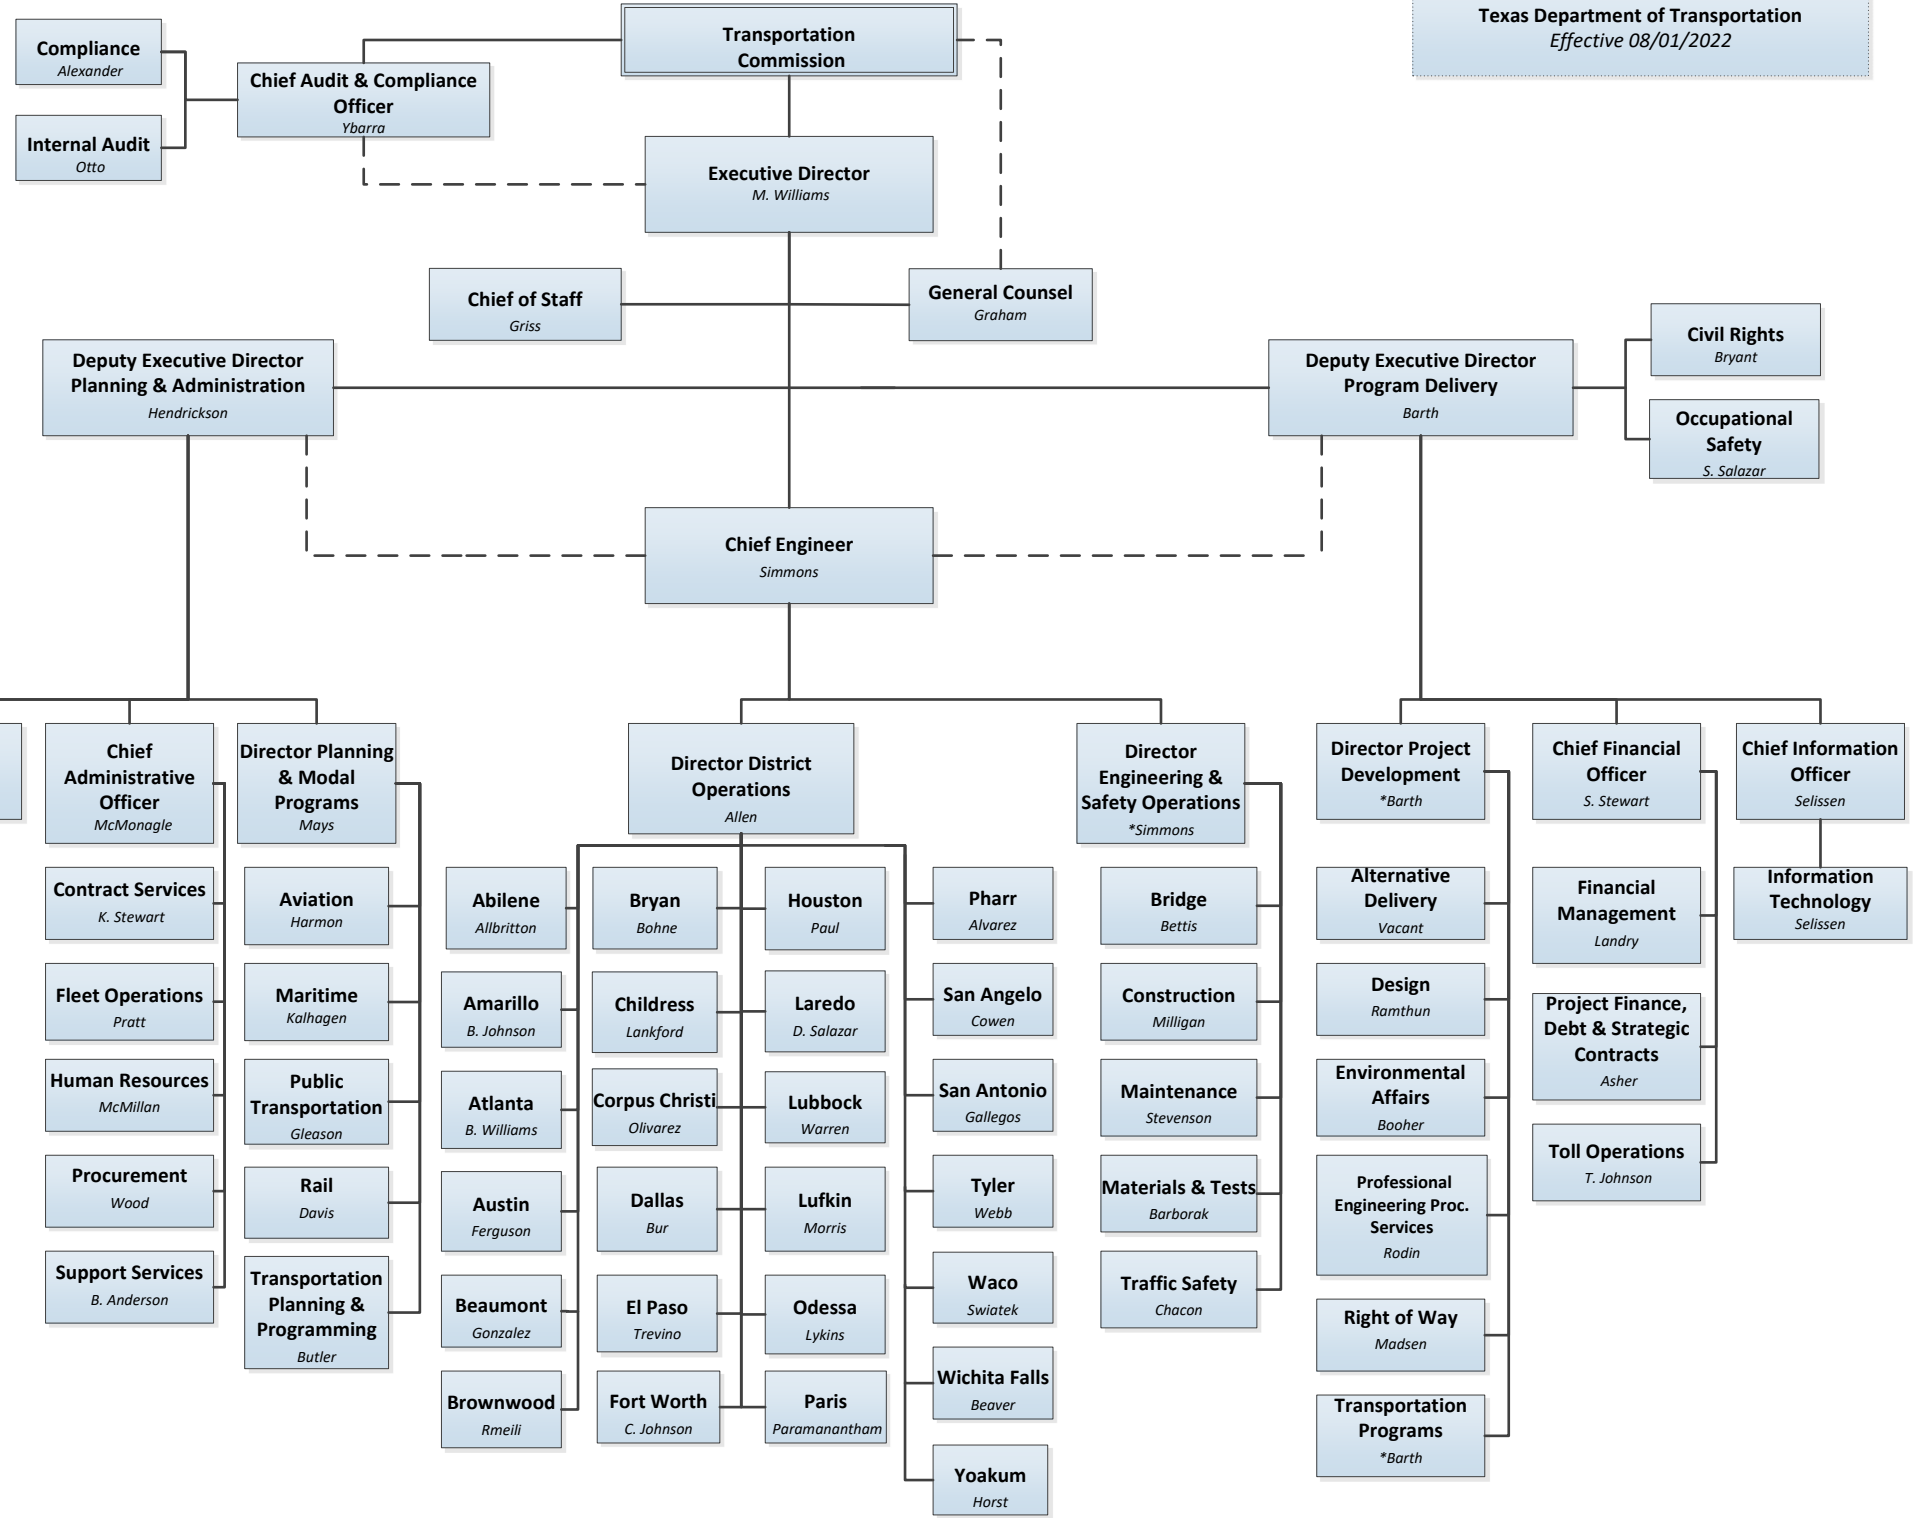 Texas Department of Transportation
Effective 08/01/2022
Transportation
Commission
Compliance
Alexander
Internal Audit
Otto
Chief Audit & Compliance
Officer
Ybarra
Executive Director
M. Williams
Chief of Staff
Griss
General Counsel
Graham
Deputy Executive Director
Planning & Administration
Hendrickson
Deputy Executive Director
Program Delivery
Barth
Civil Rights
Bryant
Occupational
Safety
S. Salazar
Chief Engineer
Simmons
Chief
Administrative
Officer
McMonagle
Contract Services
K. Stewart
Fleet Operations
Pratt
Human Resources
McMillan
Procurement
Wood
Support Services
B. Anderson
Director Planning
& Modal
Programs
Mays
Aviation
Harmon
Maritime
Kalhagen
Public
Transportation
Gleason
Rail
Davis
Transportation
Planning &
Programming
Butler
Director District
Operations
Allen
Abilene
Allbritton
Amarillo
B. Johnson
Atlanta
B. Williams
Austin
Ferguson
Beaumont
Gonzalez
Brownwood
Rmeili
Bryan
Bohne
Childress
Lankford
Corpus Christi
Olivarez
Dallas
Bur
El Paso
Trevino
Fort Worth
C. Johnson
Houston
Paul
Laredo
D. Salazar
Lubbock
Warren
Lufkin
Morris
Odessa
Lykins
Paris
Paramanantham
Pharr
Alvarez
San Angelo
Cowen
San Antonio
Gallegos
Tyler
Webb
Waco
Swiatek
Wichita Falls
Beaver
Yoakum
Horst
Director
Engineering &
Safety Operations
*Simmons
Bridge
Bettis
Construction
Milligan
Maintenance
Stevenson
Materials & Tests
Barborak
Traffic Safety
Chacon
Director Project
Development
*Barth
Alternative
Delivery
Vacant
Design
Ramthun
Environmental
Affairs
Booher
Professional
Engineering Proc.
Services
Rodin
Right of Way
Madsen
Transportation
Programs
*Barth
Chief Financial
Officer
S. Stewart
Financial
Management
Landry
Project Finance,
Debt & Strategic
Contracts
Asher
Toll Operations
T. Johnson
Chief Information
Officer
Selissen
Information
Technology
Selissen